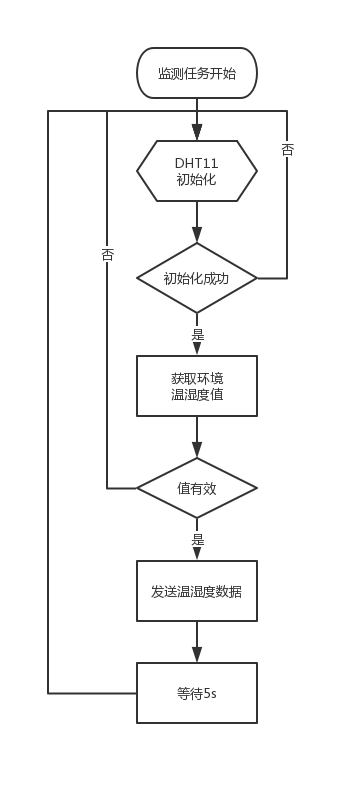 监测任务开始
否
DHT11
初始化
否
初始化成功
是
获取环境
温湿度值
值有效
是
发送温湿度数据
等待5s